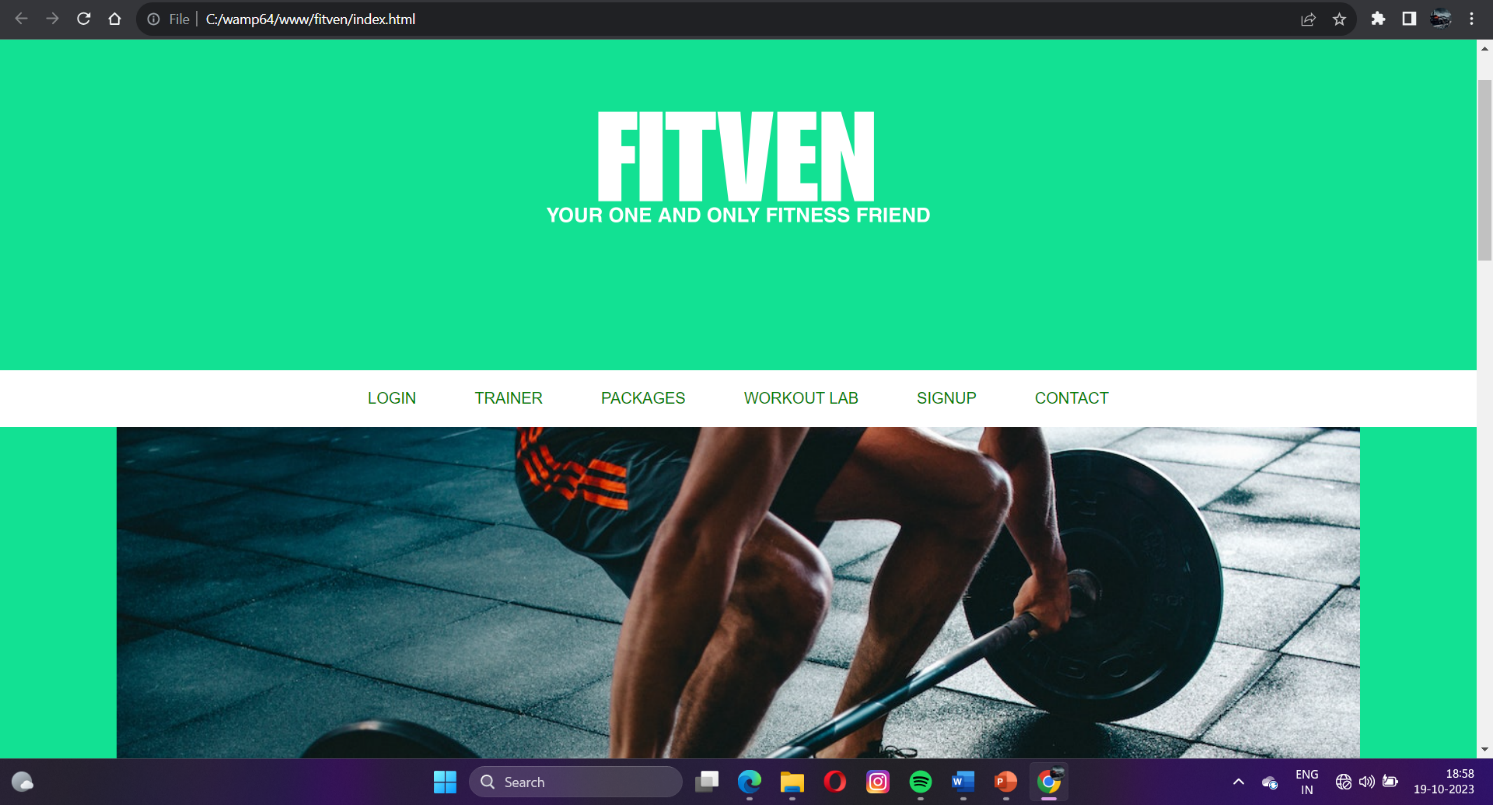 File | C:/wamp64/www/fitven/index.html
FITVEN
YOUR ONE AND ONLY FITNESS FRIEND
LOGIN TRAINER PACKAGES WORKOUT LAB SIGNUP CONTACT
Search
ENG
IN
18:58
19-10-2023